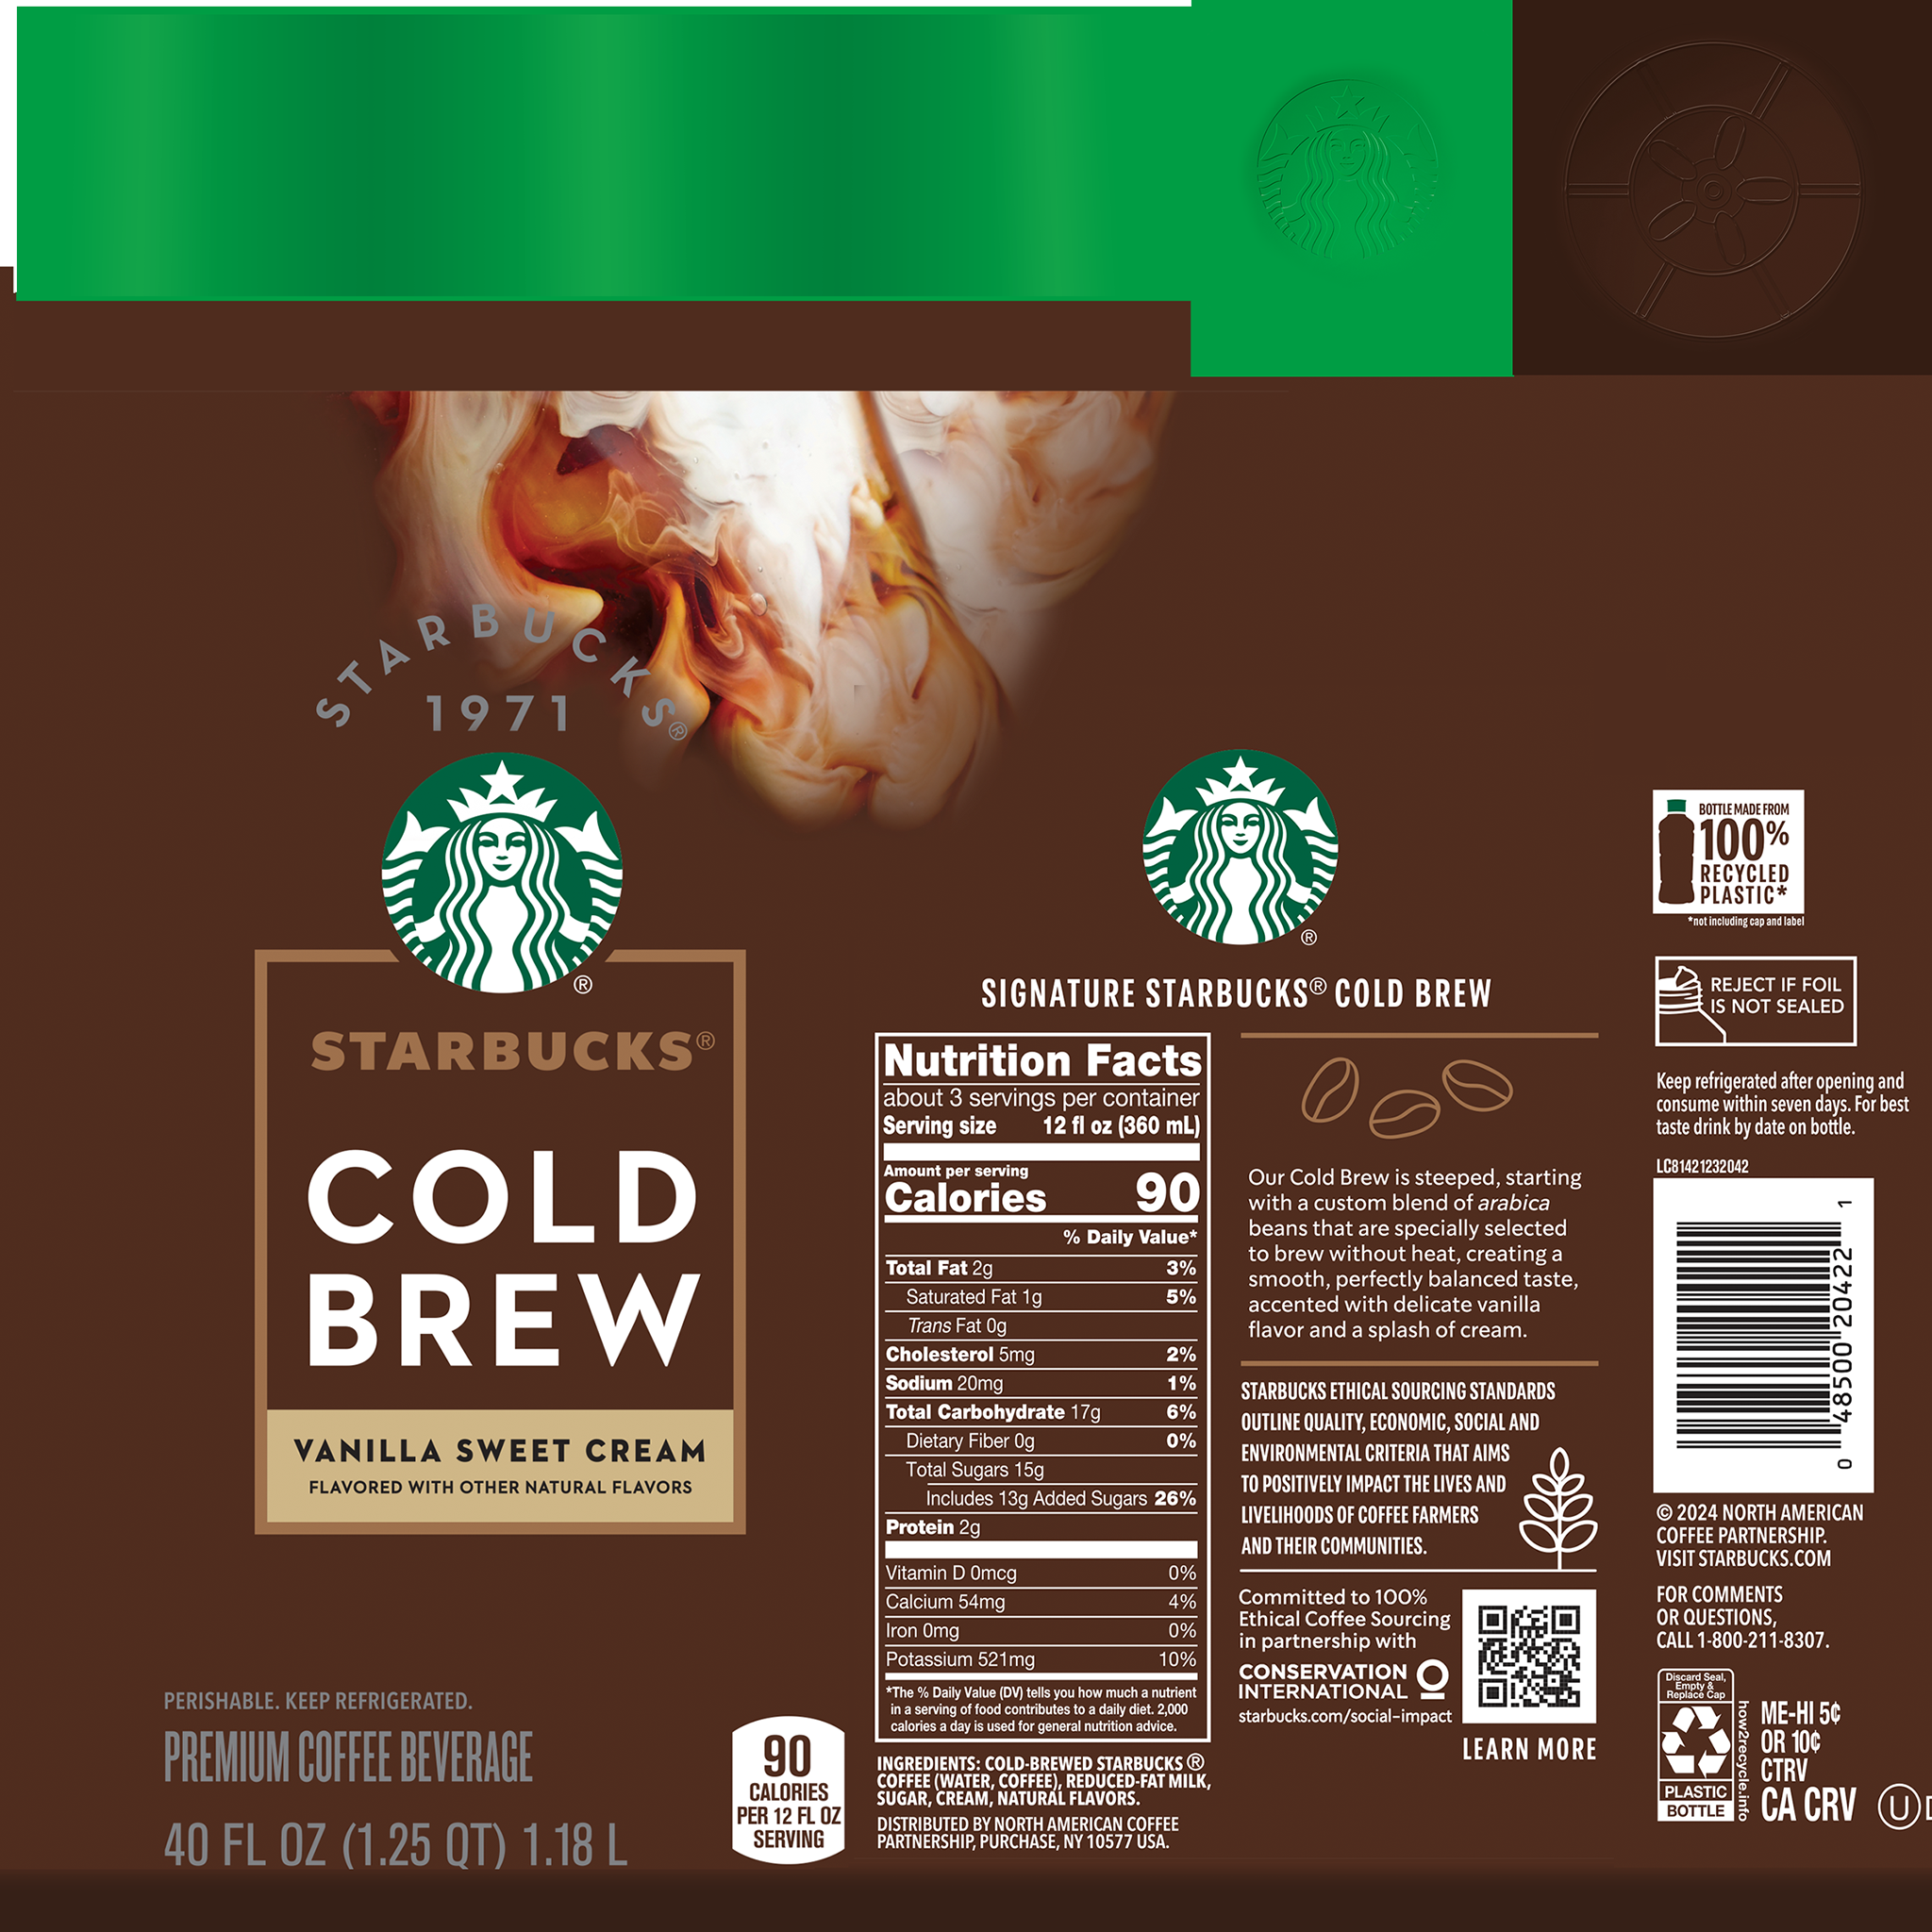 STARBUCKS®
1971
®
STARBUCKS®
COLD
BREW
VANILLA SWEET CREAM
FLAVORED WITH OTHER NATURAL FLAVORS
PERISHABLE. KEEP REFRIGERATED.
PREMIUM COFFEE BEVERAGE
40 FL OZ (1.25 QT) 1.18 L
90
CALORIES
PER 12 FL OZ
SERVING
®
SIGNATURE STARBUCKS® COLD BREW
Nutrition Facts
about 3 servings per container
Serving size 12 fl oz (360 mL)
Amount per serving
Calories 90
% Daily Value*
Total Fat 2g 3%
Saturated Fat 1g 5%
Trans Fat 0g
Cholesterol 5mg 2%
Sodium 20mg 1%
Total Carbohydrate 17g 6%
Dietary Fiber 0g 0%
Total Sugars 15g
Includes 13g Added Sugars 26%
Protein 2g
Vitamin D 0mcg 0%
Calcium 54mg 4%
Iron 0mg 0%
Potassium 521mg 10%
*The % Daily Value (DV) tells you how much a nutrient
in a serving of food contributes to a daily diet. 2,000
calories a day is used for general nutrition advice.
INGREDIENTS: COLD-BREWED STARBUCKS ®
COFFEE (WATER, COFFEE), REDUCED-FAT MILK,
SUGAR, CREAM, NATURAL FLAVORS.
DISTRIBUTED BY NORTH AMERICAN COFFEE
PARTNERSHIP, PURCHASE, NY 10577 USA.
Our Cold Brew is steeped, starting
with a custom blend of arabica
beans that are specially selected
to brew without heat, creating a
smooth, perfectly balanced taste,
accented with delicate vanilla
flavor and a splash of cream.
STARBUCKS ETHICAL SOURCING STANDARDS
OUTLINE QUALITY, ECONOMIC, SOCIAL AND
ENVIRONMENTAL CRITERIA THAT AIMS
TO POSITIVELY IMPACT THE LIVES AND
LIVELIHOODS OF COFFEE FARMERS
AND THEIR COMMUNITIES.
Committed to 100%
Ethical Coffee Sourcing
in partnership with
CONSERVATION
INTERNATIONAL
starbucks.com/social-impact
LEARN MORE
BOTTLE MADE FROM
100%
RECYCLED
PLASTIC*
*not including cap and label
REJECT IF FOIL
IS NOT SEALED
Keep refrigerated after opening and
consume within seven days. For best
taste drink by date on bottle.
LC81421232042
0 48500 20422 1
© 2024 NORTH AMERICAN
COFFEE PARTNERSHIP.
VISIT STARBUCKS.COM
FOR COMMENTS
OR QUESTIONS,
CALL 1-800-211-8307.
Discard Seal,
Empty &
Replace Cap
PLASTIC
BOTTLE
how2recycle.info
ME-HI 5¢
OR 10¢
CTRV
CA CRV
U D